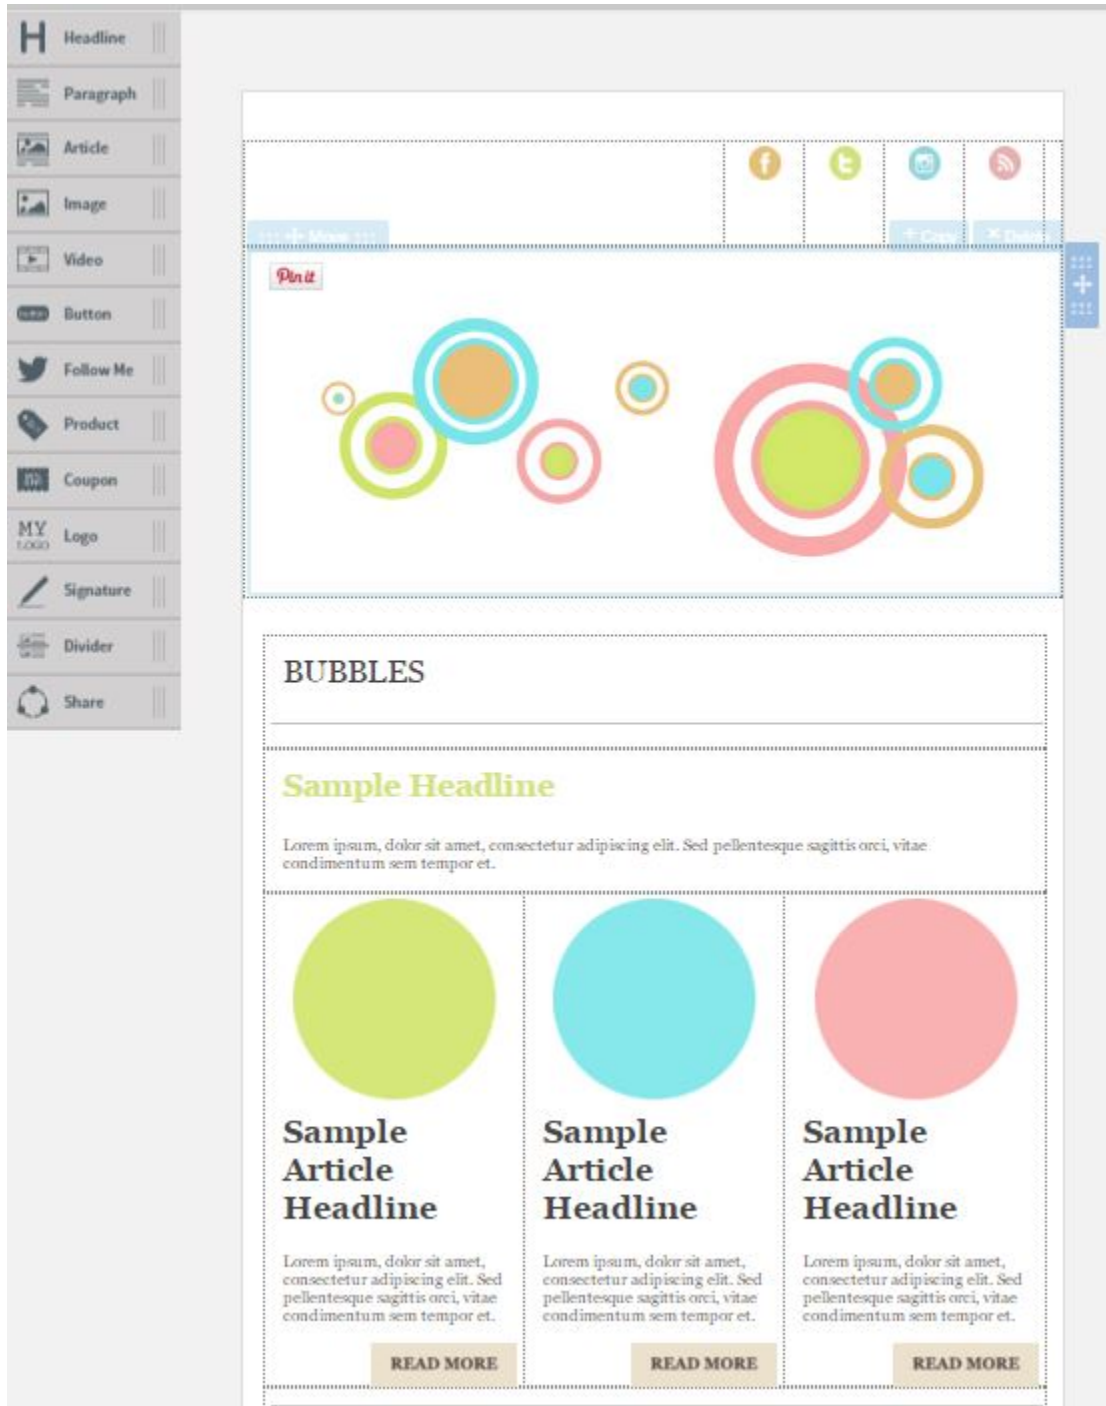 H Headline
Paragraph
Article
Image
Video
Button
Follow Me
Product
Coupon
MY
LOGO
Logo
Signature
Divider
Share
f t
Move
+ Copy
× Delete
Pin it
BUBBLES
Sample Headline
Lorem ipsum, dolor sit amet, consectetur adipiscing elit. Sed pellentesque sagittis orci, vitae
condimentum sem tempor et.
Sample
Article
Headline
Lorem ipsum, dolor sit amet,
consectetur adipiscing elit. Sed
pellentesque sagittis orci, vitae
condimentum sem tempor et.
READ MORE
Sample
Article
Headline
Lorem ipsum, dolor sit amet,
consectetur adipiscing elit. Sed
pellentesque sagittis orci, vitae
condimentum sem tempor et.
READ MORE
Sample
Article
Headline
Lorem ipsum, dolor sit amet,
consectetur adipiscing elit. Sed
pellentesque sagittis orci, vitae
condimentum sem tempor et.
READ MORE